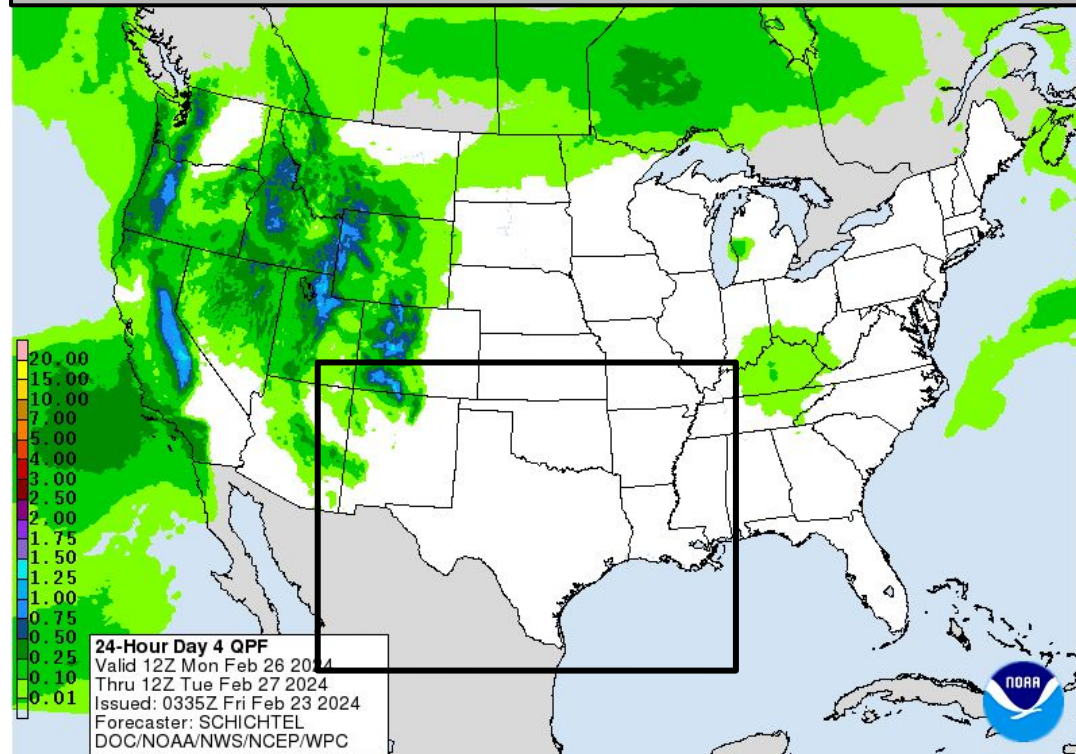 20.00
15.00
10.00
7.00
5.00
4.00
3.00
2.50
2.00
1.75
1.50
1.25
1.00
0.75
0.50
0.25
0.10
0.01
24-Hour Day 4 QPF
Valid 12Z Mon Feb 26 2024
Thru 12Z Tue Feb 27 2024
Issued: 0335Z Fri Feb 23 2024
Forecaster: SCHICHTEL
DOC/NOAA/NWS/NCEP/WPC
NOAA